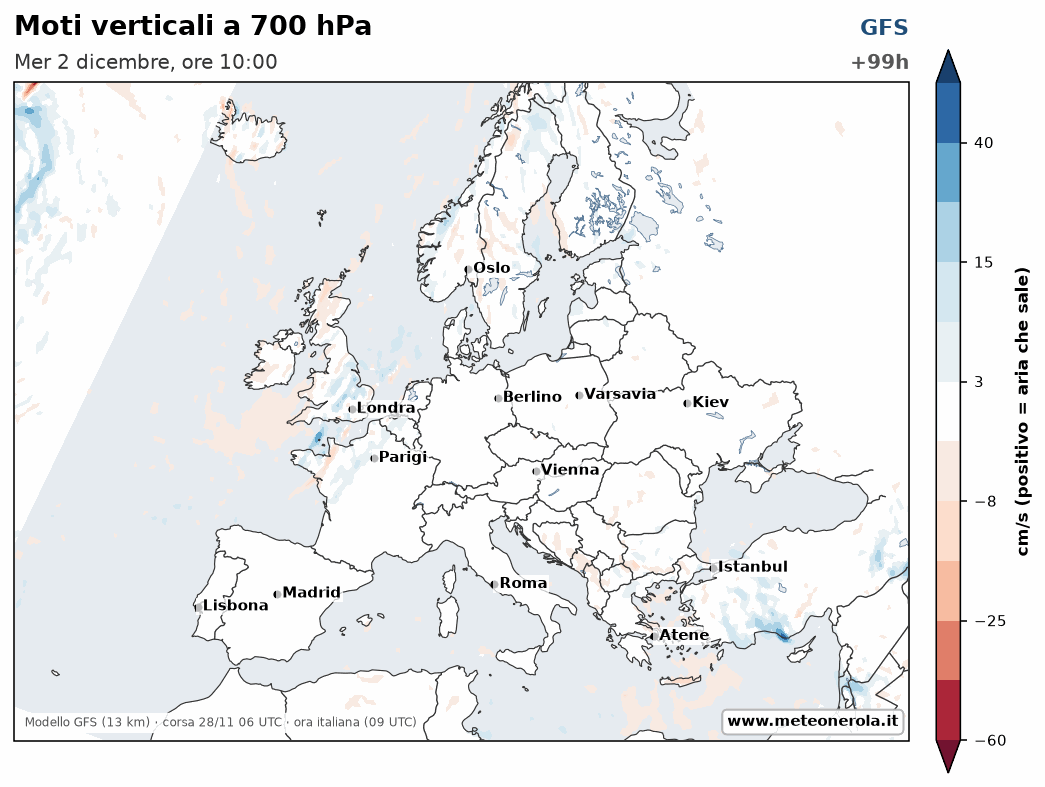 Moti verticali a 700 hPa
GFS
Mer 2 dicembre, ore 10:00
+99h
40
15
3
−8
−25
−60
cm/s (positivo = aria che sale)
Oslo
Berlino
Varsavia
Kiev
Londra
Parigi
Vienna
Istanbul
Roma
Madrid
Lisbona
Atene
Modello GFS (13 km) · corsa 28/11 06 UTC · ora italiana (09 UTC)
www.meteonerola.it